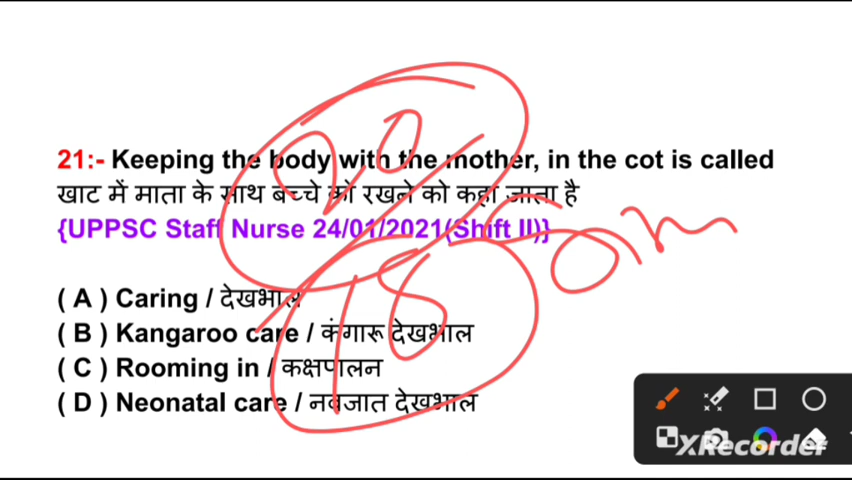 21:- Keeping the body with the mother, in the cot is called
खाट में माता के साथ बच्चे को रखने को कहा जाता है
{UPPSC Staff Nurse 24/01/2021(Shift II)}
( A ) Caring / देखभाल
( B ) Kangaroo care / कंगारू देखभाल
( C ) Rooming in / कक्षपालन
( D ) Neonatal care / नवजात देखभाल
20
18
XRecorder